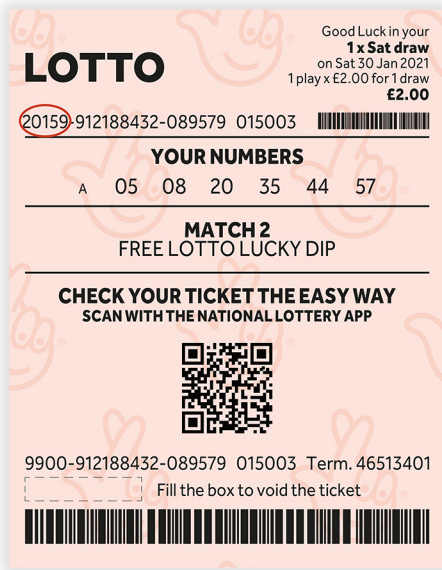 Good Luck in your
1 x Sat draw
on Sat 30 Jan 2021
1 play x £2.00 for 1 draw
£2.00
LOTTO
20159-912188432-089579 015003
YOUR NUMBERS
A 05 08 20 35 44 57
MATCH 2
FREE LOTTO LUCKY DIP
CHECK YOUR TICKET THE EASY WAY
SCAN WITH THE NATIONAL LOTTERY APP
9900-912188432-089579 015003 Term. 46513401
Fill the box to void the ticket